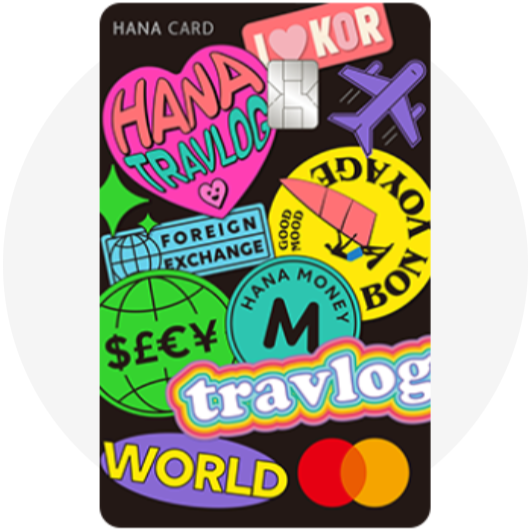 HANA CARD
I KOR
HANA
TRAVLOG
BON VOYAGE
GOOD
MOOD
FOREIGN
EXCHANGE
HANA MONEY
M
$£€¥
travlog
WORLD